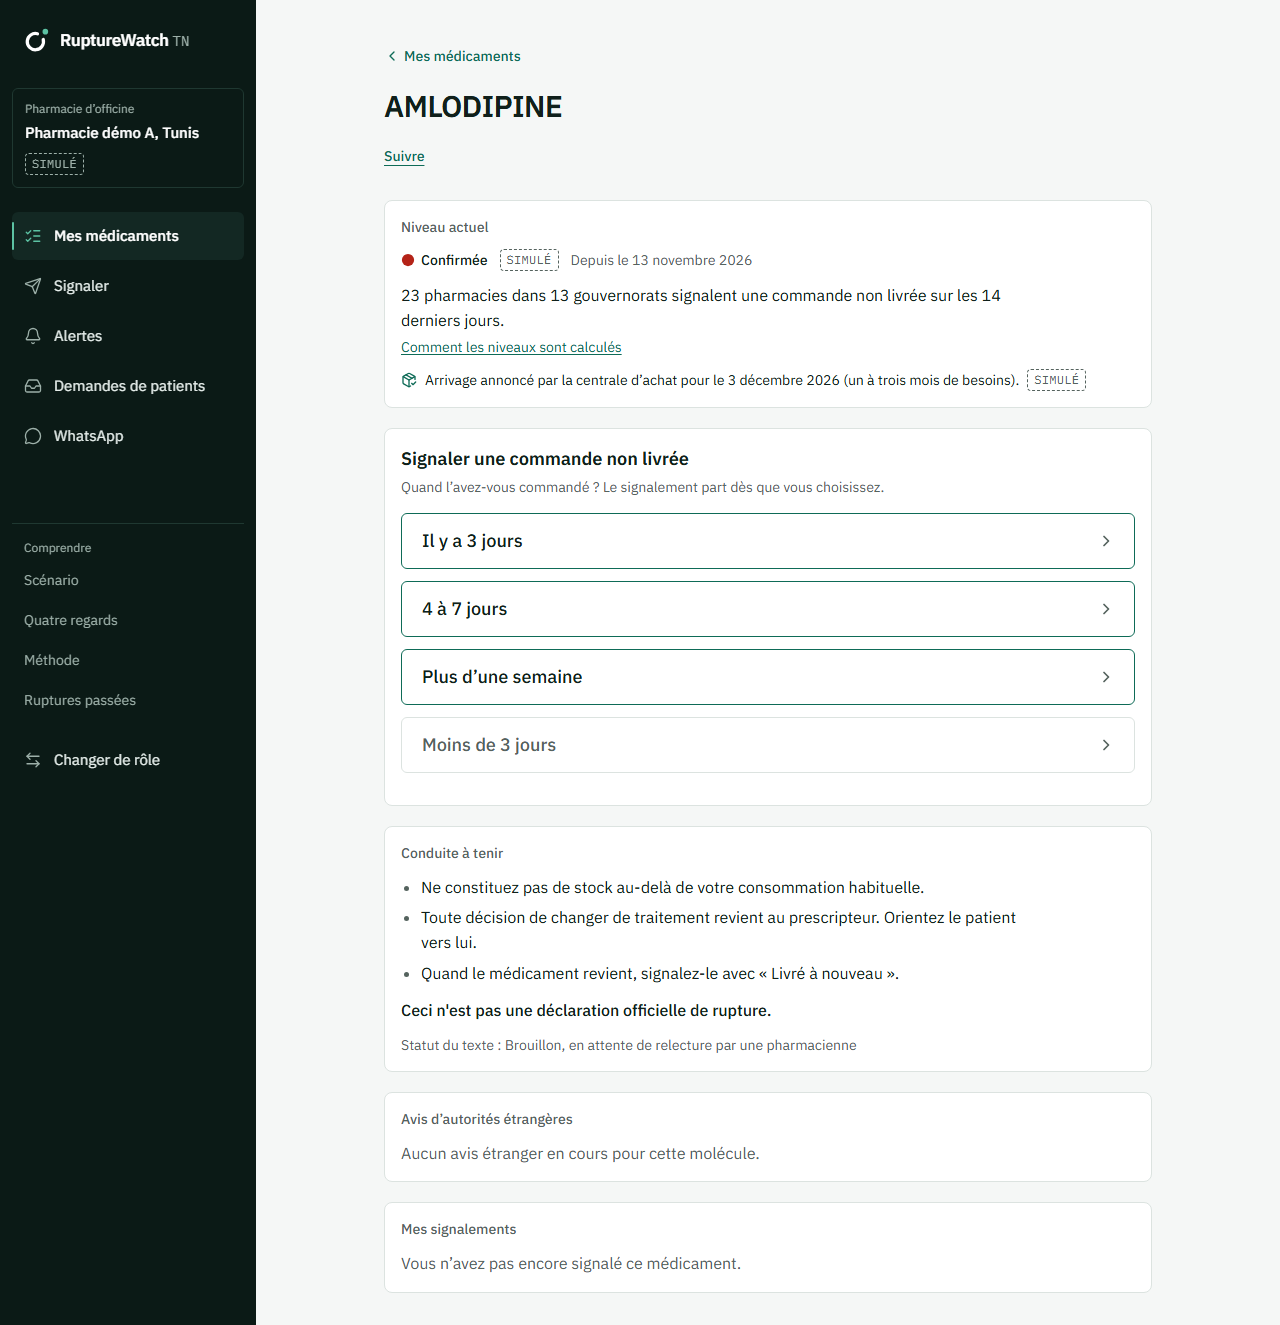 RuptureWatch TN
Pharmacie d’officine
Pharmacie démo A, Tunis
SIMULÉ
Mes médicaments
Signaler
Alertes
Demandes de patients
WhatsApp
Comprendre
Scénario
Quatre regards
Méthode
Ruptures passées
Changer de rôle
Mes médicaments
AMLODIPINE
Suivre
Niveau actuel
Confirmée SIMULÉ Depuis le 13 novembre 2026
23 pharmacies dans 13 gouvernorats signalent une commande non livrée sur les 14
derniers jours.
Comment les niveaux sont calculés
Arrivage annoncé par la centrale d’achat pour le 3 décembre 2026 (un à trois mois de besoins). SIMULÉ
Signaler une commande non livrée
Quand l’avez-vous commandé ? Le signalement part dès que vous choisissez.
Il y a 3 jours
4 à 7 jours
Plus d’une semaine
Moins de 3 jours
Conduite à tenir
Ne constituez pas de stock au-delà de votre consommation habituelle.
Toute décision de changer de traitement revient au prescripteur. Orientez le patient
vers lui.
Quand le médicament revient, signalez-le avec « Livré à nouveau ».
Ceci n'est pas une déclaration officielle de rupture.
Statut du texte : Brouillon, en attente de relecture par une pharmacienne
Avis d’autorités étrangères
Aucun avis étranger en cours pour cette molécule.
Mes signalements
Vous n’avez pas encore signalé ce médicament.